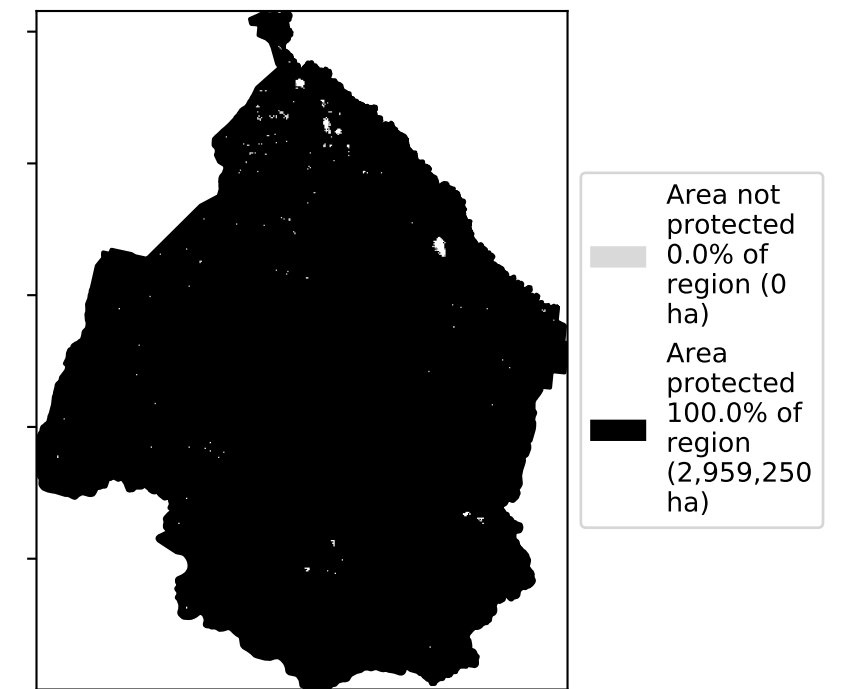 Area not
protected
0.0% of
region (0
ha)
Area
protected
100.0% of
region
(2,959,250
ha)